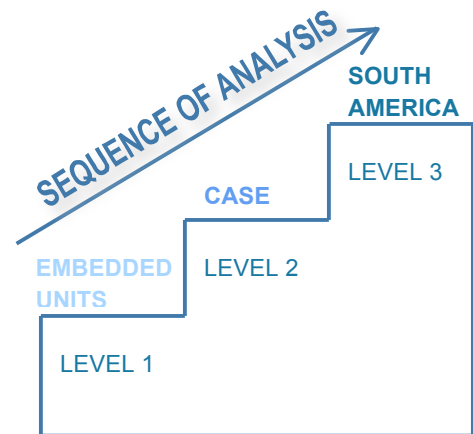 SEQUENCE OF ANALYSIS
SOUTH
AMERICA
LEVEL 3
CASE
LEVEL 2
EMBEDDED
UNITS
LEVEL 1